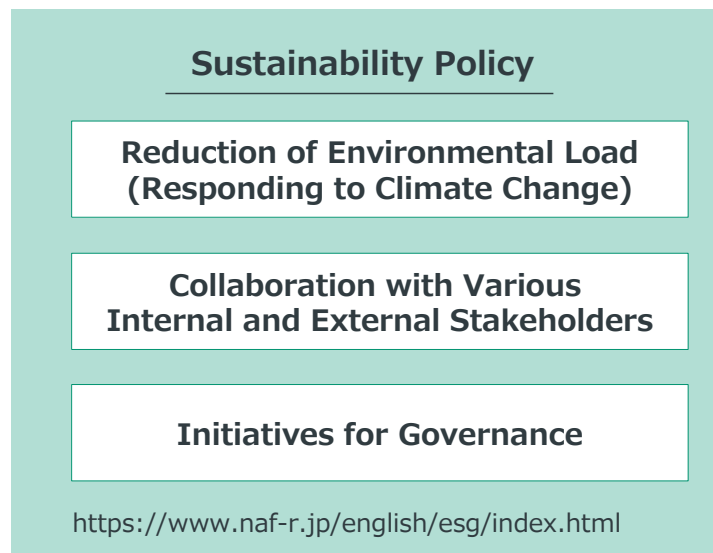 Sustainability Policy
Reduction of Environmental Load
(Responding to Climate Change)
Collaboration with Various
Internal and External Stakeholders
Initiatives for Governance
https://www.naf-r.jp/english/esg/index.html